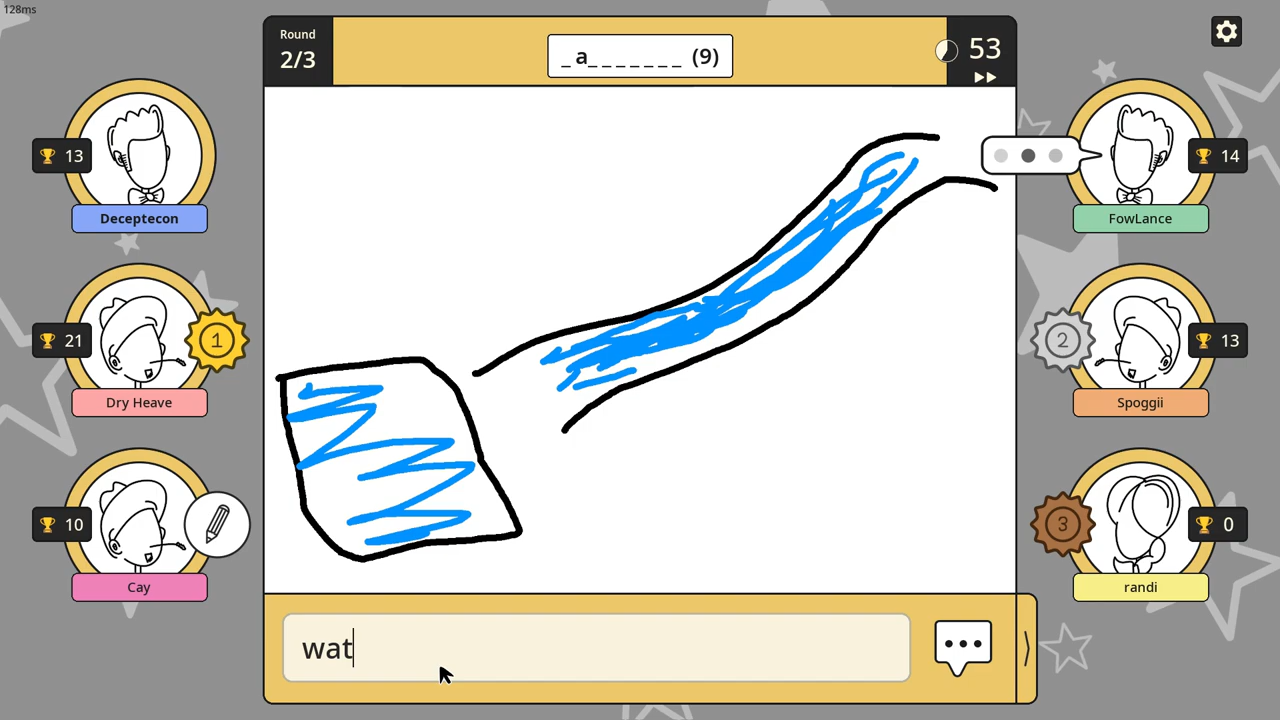 128ms
Round
2/3
_a_______ (9)
53
13
Deceptecon
14
FowLance
21
1
Dry Heave
2
13
Spoggii
10
Cay
3
0
randi
wat